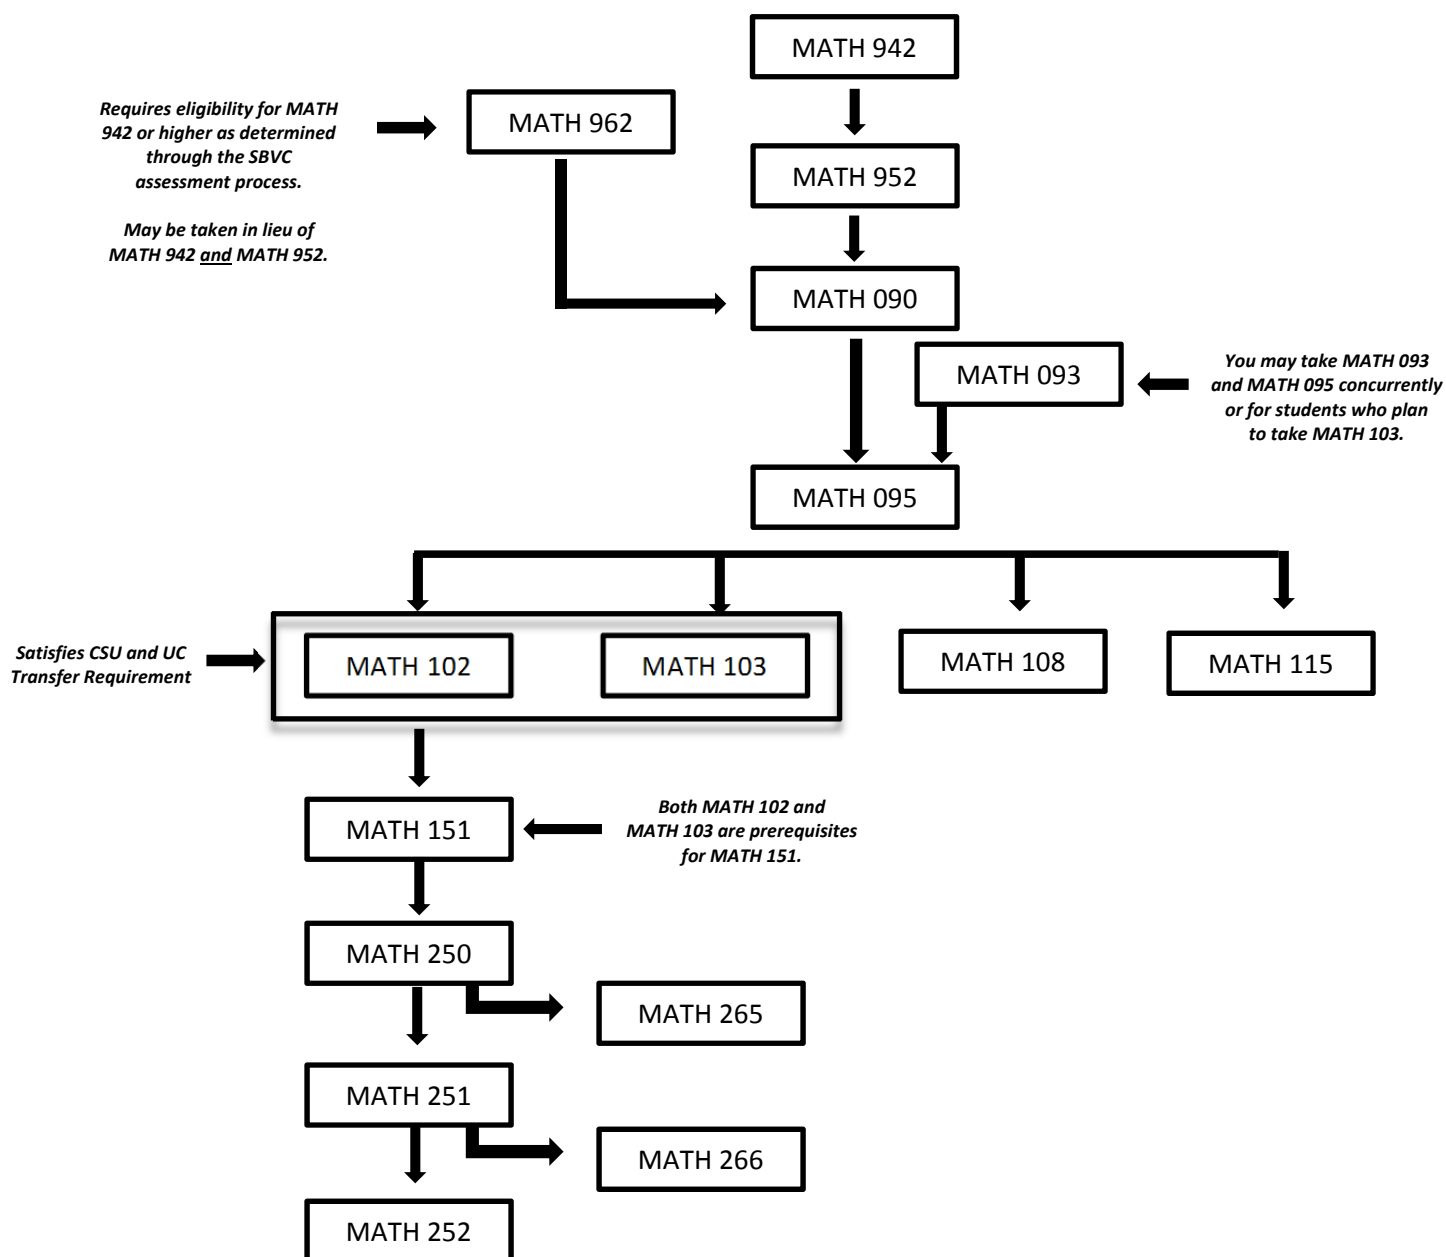 MATH 942
Requires eligibility for MATH
942 or higher as determined
through the SBVC
assessment process.
May be taken in lieu of
MATH 942 and MATH 952.
MATH 962
MATH 952
MATH 090
MATH 093
You may take MATH 093
and MATH 095 concurrently
or for students who plan
to take MATH 103.
MATH 095
Satisfies CSU and UC
Transfer Requirement
MATH 102
MATH 103
MATH 108
MATH 115
MATH 151
Both MATH 102 and
MATH 103 are prerequisites
for MATH 151.
MATH 250
MATH 265
MATH 251
MATH 266
MATH 252